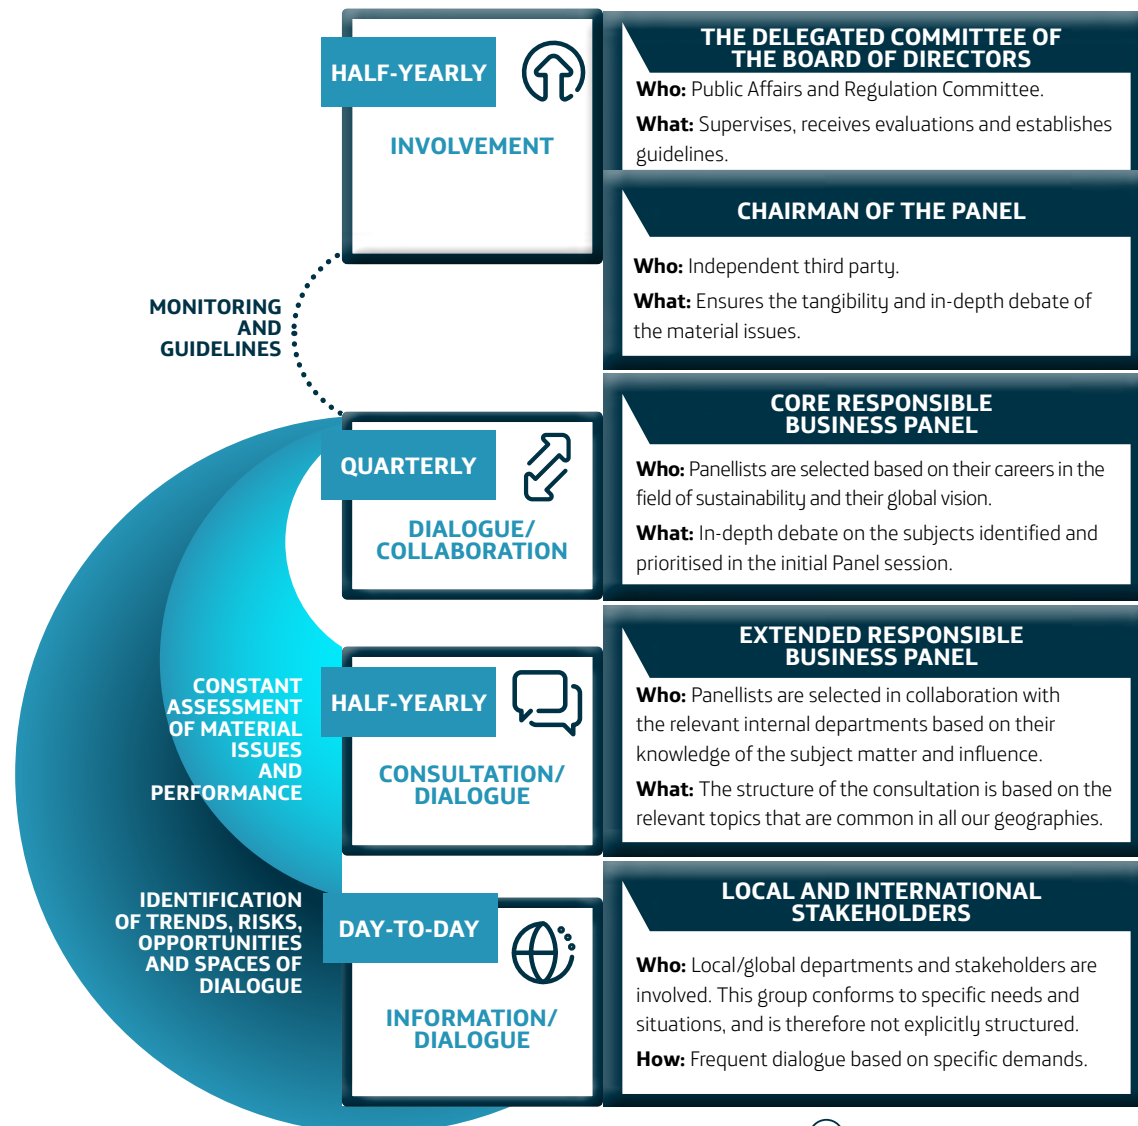 HALF-YEARLY
INVOLVEMENT
THE DELEGATED COMMITTEE OF
THE BOARD OF DIRECTORS
Who: Public Affairs and Regulation Committee.
What: Supervises, receives evaluations and establishes
guidelines.
CHAIRMAN OF THE PANEL
Who: Independent third party.
What: Ensures the tangibility and in-depth debate of
the material issues.
MONITORING
AND
GUIDELINES
QUARTERLY
DIALOGUE/
COLLABORATION
CORE RESPONSIBLE
BUSINESS PANEL
Who: Panellists are selected based on their careers in the
field of sustainability and their global vision.
What: In-depth debate on the subjects identified and
prioritised in the initial Panel session.
CONSTANT
ASSESSMENT
OF MATERIAL
ISSUES
AND
PERFORMANCE
HALF-YEARLY
CONSULTATION/
DIALOGUE
EXTENDED RESPONSIBLE
BUSINESS PANEL
Who: Panellists are selected in collaboration with
the relevant internal departments based on their
knowledge of the subject matter and influence.
What: The structure of the consultation is based on the
relevant topics that are common in all our geographies.
IDENTIFICATION
OF TRENDS, RISKS,
OPPORTUNITIES
AND SPACES OF
DIALOGUE
DAY-TO-DAY
INFORMATION/
DIALOGUE
LOCAL AND INTERNATIONAL
STAKEHOLDERS
Who: Local/global departments and stakeholders are
involved. This group conforms to specific needs and
situations, and is therefore not explicitly structured.
How: Frequent dialogue based on specific demands.